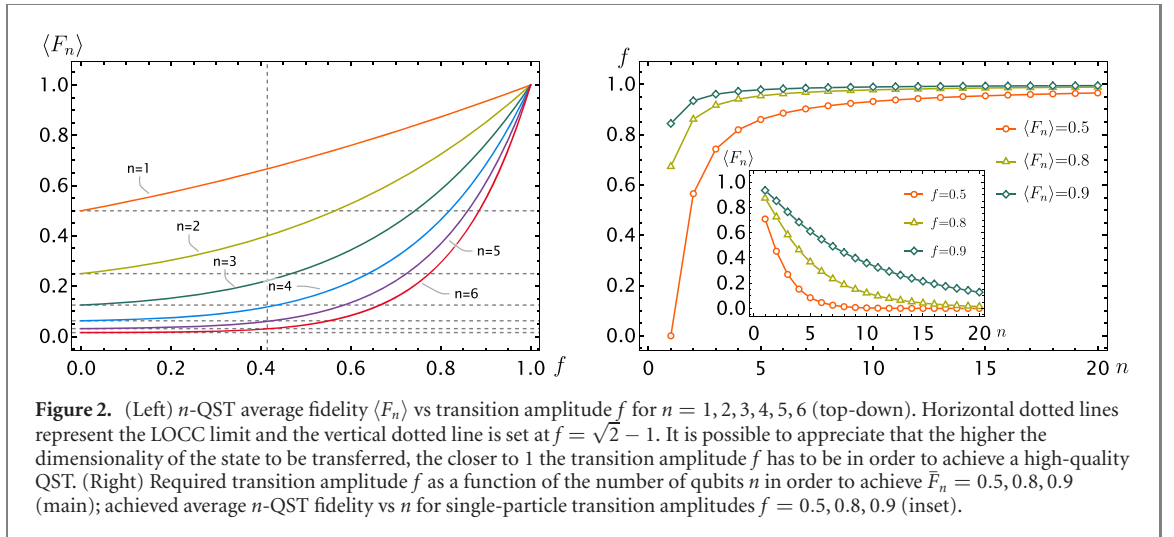 ⟨Fₙ⟩
1.0
0.8
0.6
0.4
0.2
0.0
n=1
n=2
n=3
n=4
n=5
n=6
0.0 0.2 0.4 0.6 0.8 1.0 f
f
1.0
0.8
0.6
0.4
0.2
0.0
⟨Fₙ⟩=0.5
⟨Fₙ⟩=0.8
⟨Fₙ⟩=0.9
⟨Fₙ⟩
1.0
0.8
0.6
0.4
0.2
0.0
f=0.5
f=0.8
f=0.9
0 5 10 15 20 n
0 5 10 15 20 n
Figure 2. (Left) n-QST average fidelity ⟨Fₙ⟩ vs transition amplitude f for n = 1, 2, 3, 4, 5, 6 (top-down). Horizontal dotted lines
represent the LOCC limit and the vertical dotted line is set at f = √2 − 1. It is possible to appreciate that the higher the
dimensionality of the state to be transferred, the closer to 1 the transition amplitude f has to be in order to achieve a high-quality
QST. (Right) Required transition amplitude f as a function of the number of qubits n in order to achieve F̄ₙ = 0.5, 0.8, 0.9
(main); achieved average n-QST fidelity vs n for single-particle transition amplitudes f = 0.5, 0.8, 0.9 (inset).